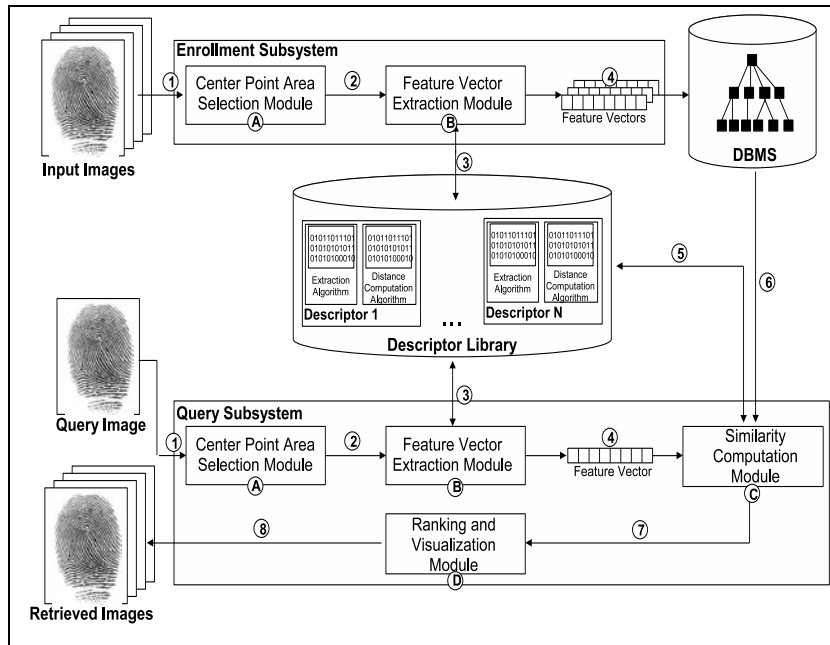 Enrollment Subsystem
1
Center Point Area
Selection Module
A
2
Feature Vector
Extraction Module
B
4
Feature Vectors
DBMS
Input Images
3
01011011101
01010101011
01010100010
Extraction
Algorithm
01011011101
01010101011
01010100010
Distance
Computation
Algorithm
Descriptor 1
...
01011011101
01010101011
01010100010
Extraction
Algorithm
01011011101
01010101011
01010100010
Distance
Computation
Algorithm
Descriptor N
Descriptor Library
5
6
3
Query Image
Query Subsystem
1
Center Point Area
Selection Module
A
2
Feature Vector
Extraction Module
B
4
Feature Vector
Similarity
Computation
Module
C
7
Ranking and
Visualization
Module
D
8
Retrieved Images